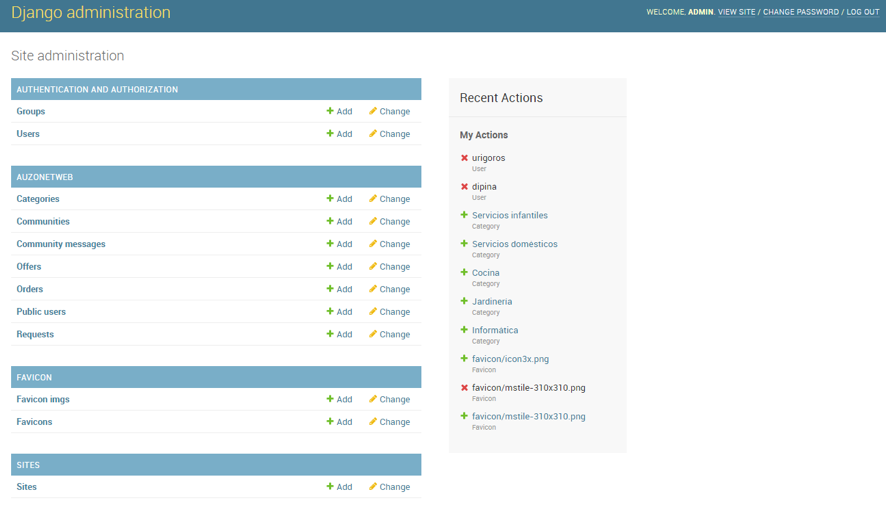 Django administration
WELCOME, ADMIN. VIEW SITE / CHANGE PASSWORD / LOG OUT
Site administration
AUTHENTICATION AND AUTHORIZATION
Groups Add Change
Users Add Change
AUZONETWEB
Categories Add Change
Communities Add Change
Community messages Add Change
Offers Add Change
Orders Add Change
Public users Add Change
Requests Add Change
FAVICON
Favicon imgs Add Change
Favicons Add Change
SITES
Sites Add Change
Recent Actions
My Actions
urigoros
User
dipina
User
Servicios infantiles
Category
Servicios domésticos
Category
Cocina
Category
Jardinería
Category
Informática
Category
favicon/icon3x.png
Favicon
favicon/mstile-310x310.png
Favicon
favicon/mstile-310x310.png
Favicon